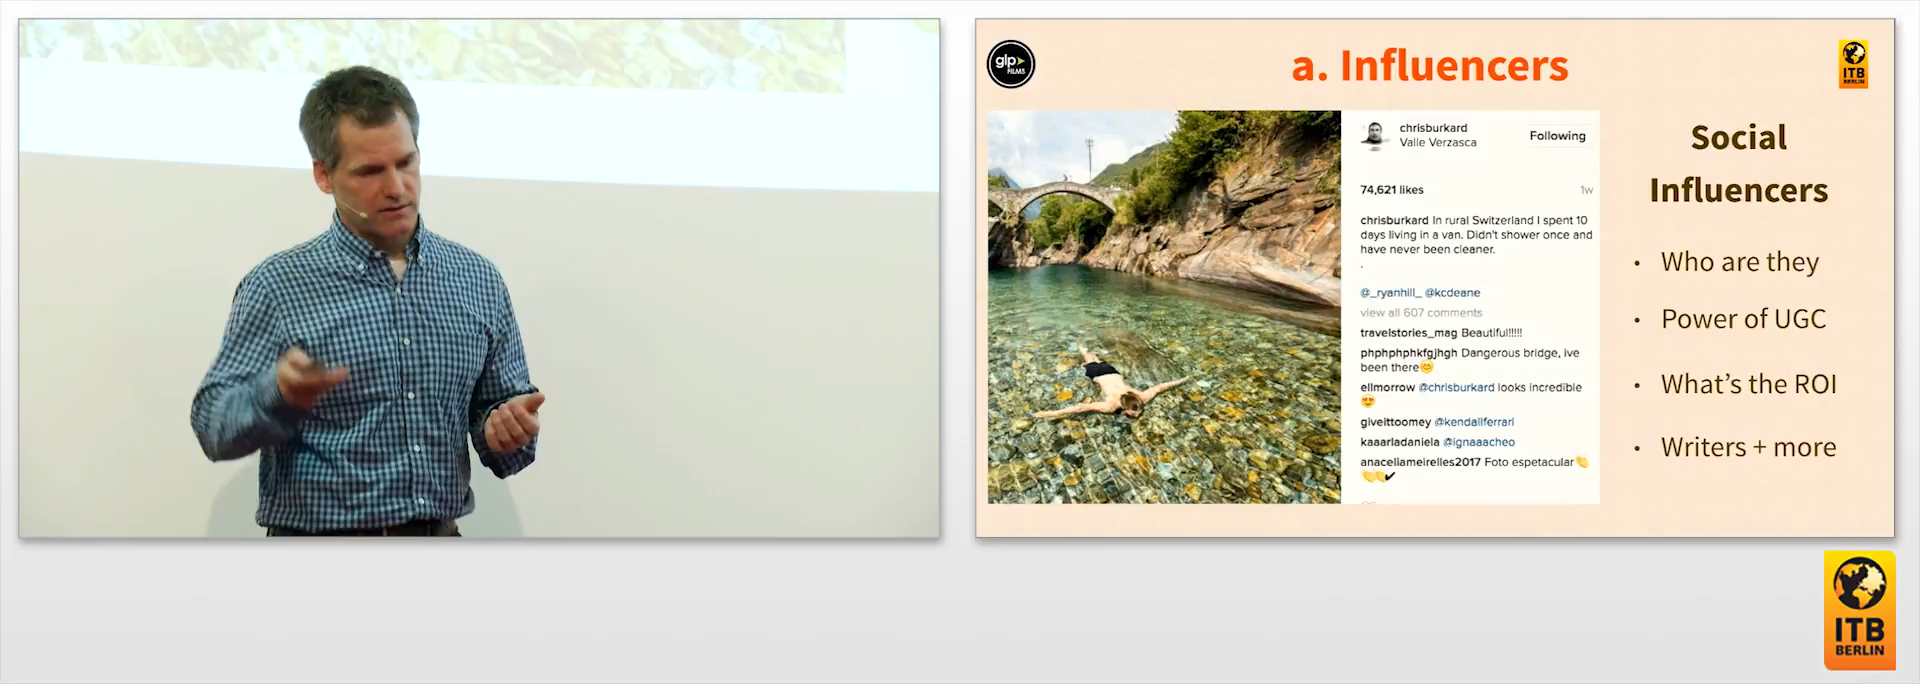 glp
FILMS
a. Influencers
ITB
BERLIN
chrisburkard
Valle Verzasca
Following
74,621 likes
1w
chrisburkard In rural Switzerland I spent 10
days living in a van. Didn't shower once and
have never been cleaner.
.
@_ryanhill_ @kcdeane
view all 607 comments
travelstories_mag Beautiful!!!!!
phphphphkfgjhgh Dangerous bridge, ive
been there😊
ellmorrow @chrisburkard looks incredible
😍
giveittoomey @kendallferrari
kaaarladaniela @ignaaacheo
anaceliameirelles2017 Foto espetacular👏
👏👏✔
Social
Influencers
• Who are they
• Power of UGC
• What's the ROI
• Writers + more
ITB
BERLIN